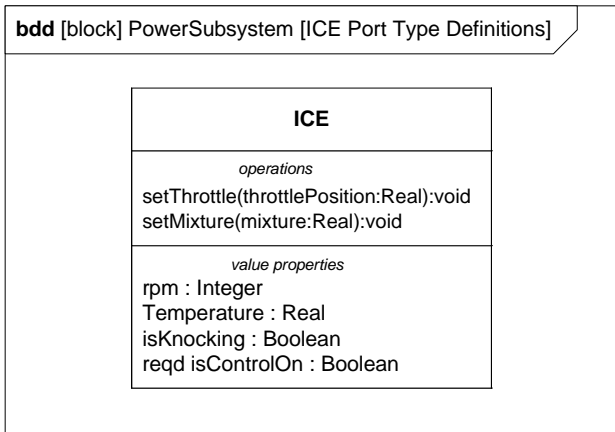 bdd [block] PowerSubsystem [ICE Port Type Definitions]
ICE
operations
setThrottle(throttlePosition:Real):void
setMixture(mixture:Real):void
value properties
rpm : Integer
Temperature : Real
isKnocking : Boolean
reqd isControlOn : Boolean